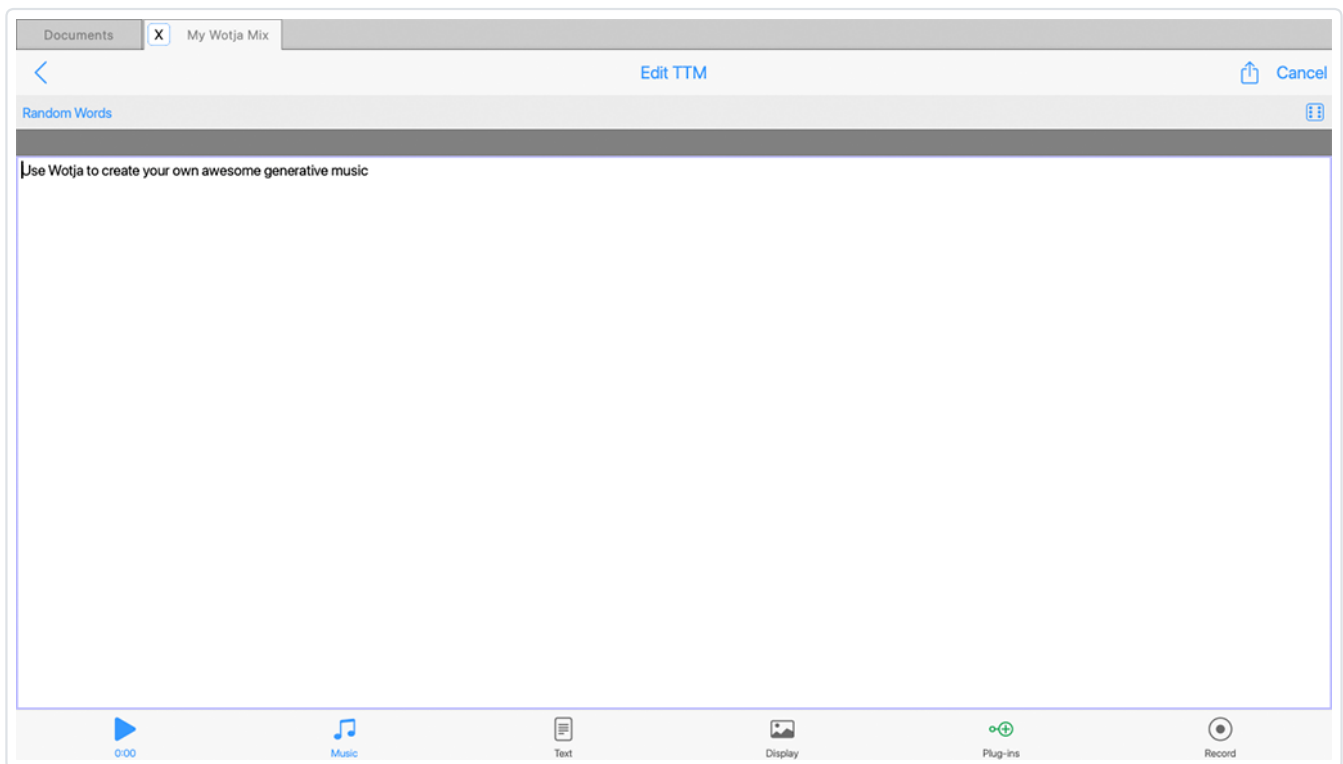 Documents
X
My Wotja Mix
Edit TTM
Cancel
Random Words
Use Wotja to create your own awesome generative music
0:00
Music
Text
Display
Plug-ins
Record